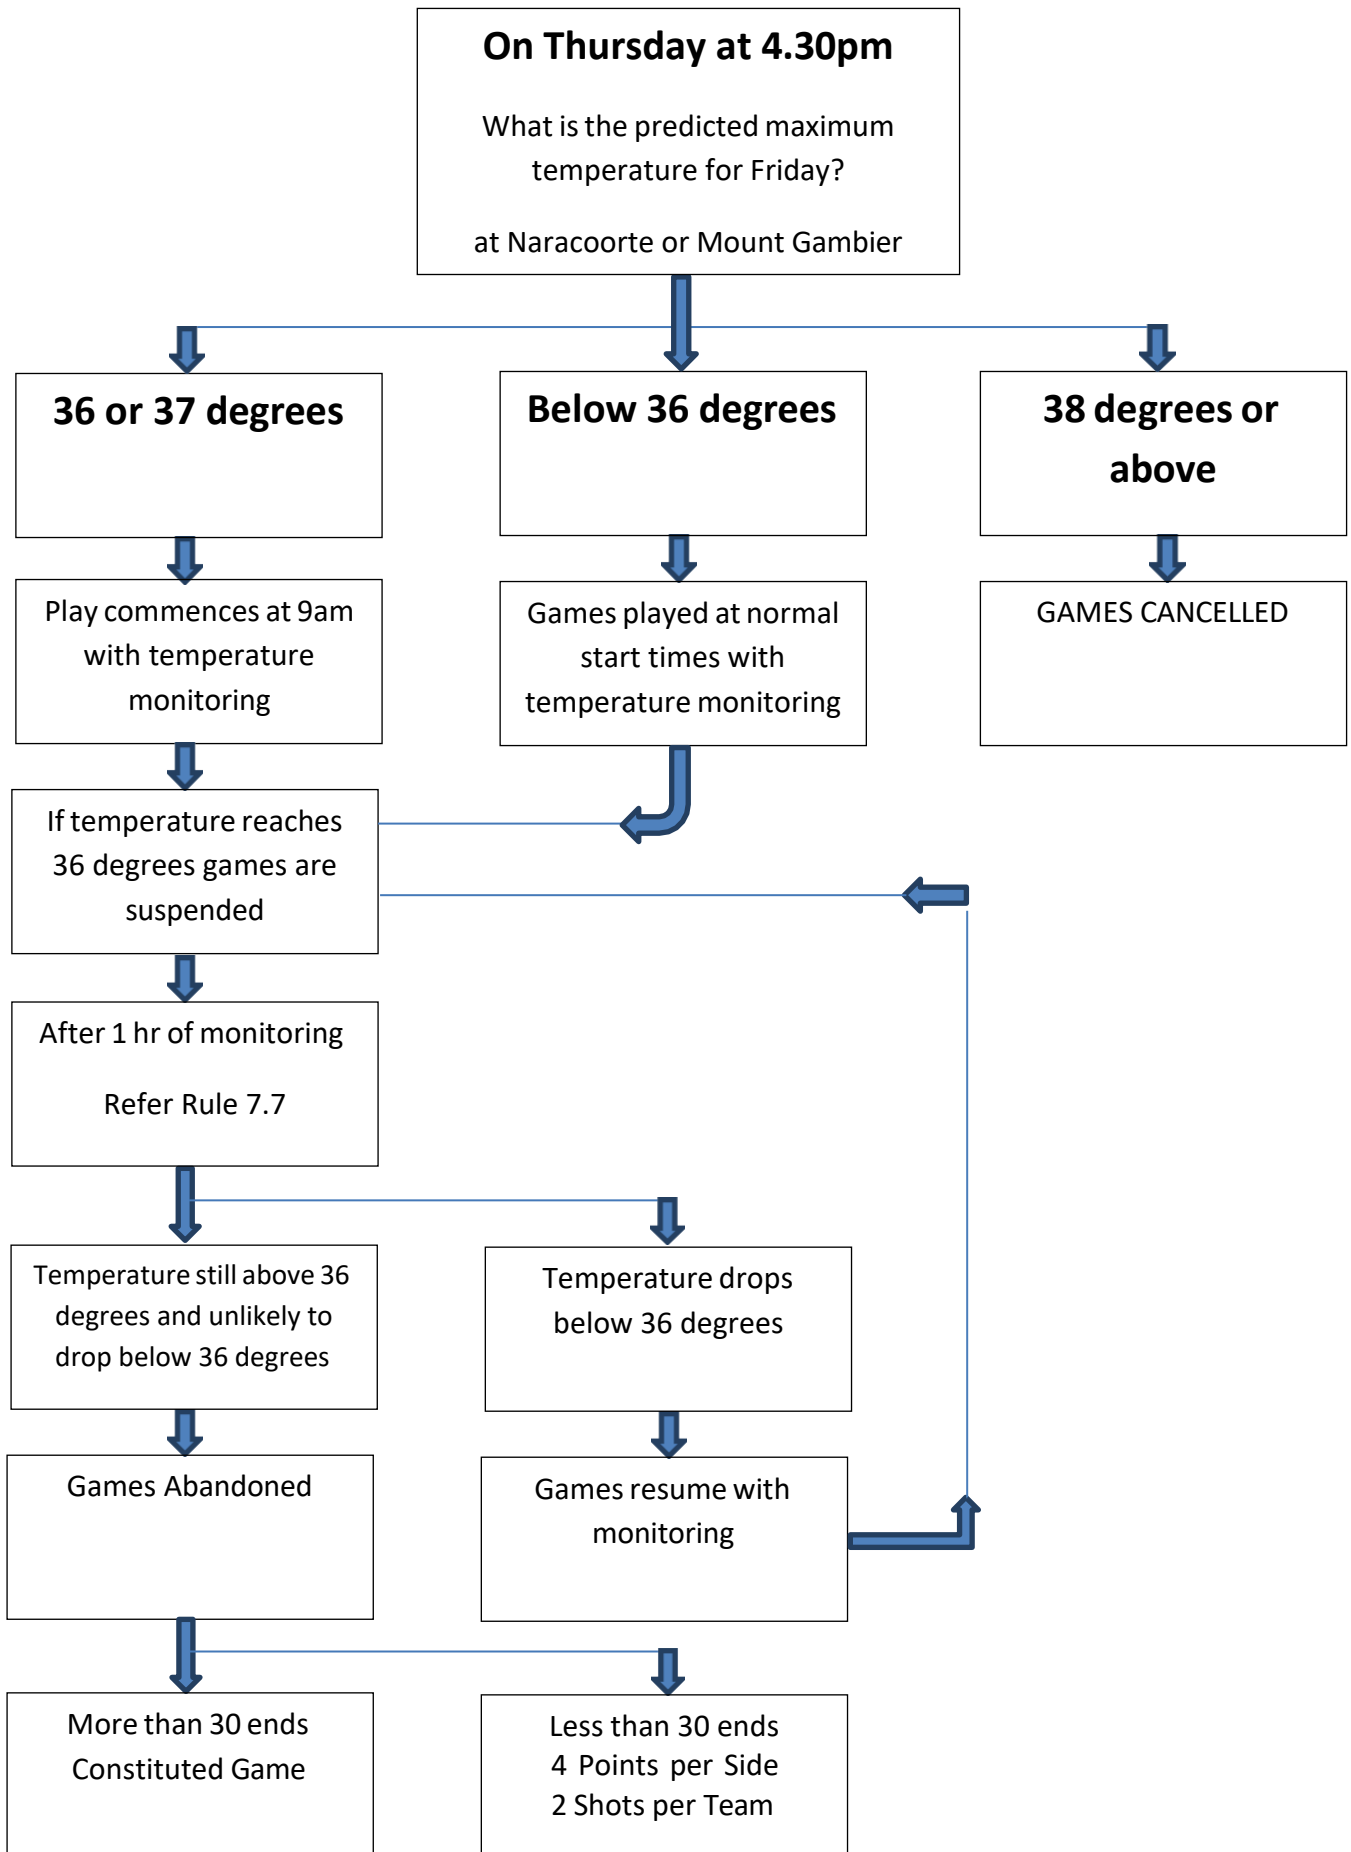 On Thursday at 4.30pm
What is the predicted maximum
temperature for Friday?
at Naracoorte or Mount Gambier
36 or 37 degrees
Below 36 degrees
38 degrees or
above
Play commences at 9am
with temperature
monitoring
Games played at normal
start times with
temperature monitoring
GAMES CANCELLED
If temperature reaches
36 degrees games are
suspended
After 1 hr of monitoring
Refer Rule 7.7
Temperature still above 36
degrees and unlikely to
drop below 36 degrees
Temperature drops
below 36 degrees
Games Abandoned
Games resume with
monitoring
More than 30 ends
Constituted Game
Less than 30 ends
4 Points per Side
2 Shots per Team